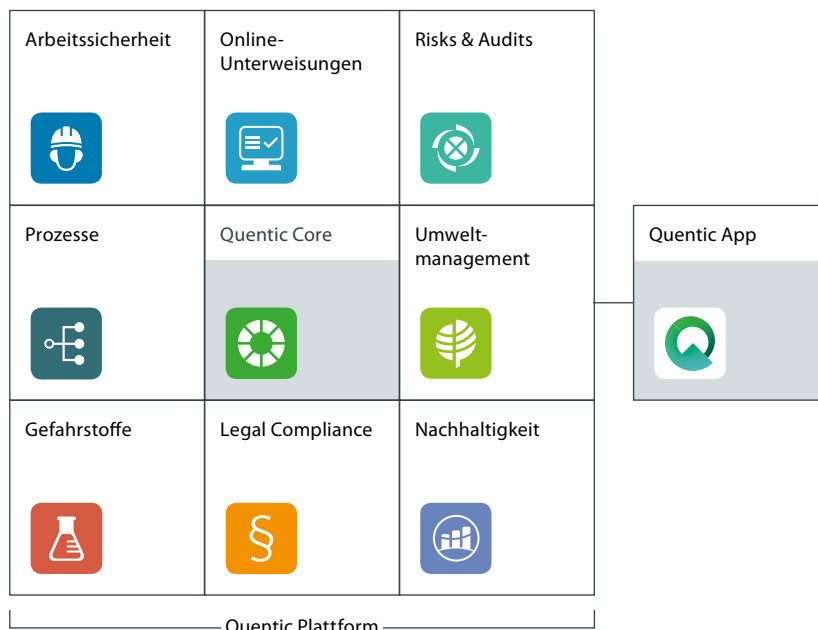 Arbeitssicherheit
Online-
Unterweisungen
Risks & Audits
Prozesse
Quentic Core
Umwelt-
management
Quentic App
Gefahrstoffe
Legal Compliance
§
Nachhaltigkeit
Quentic Plattform